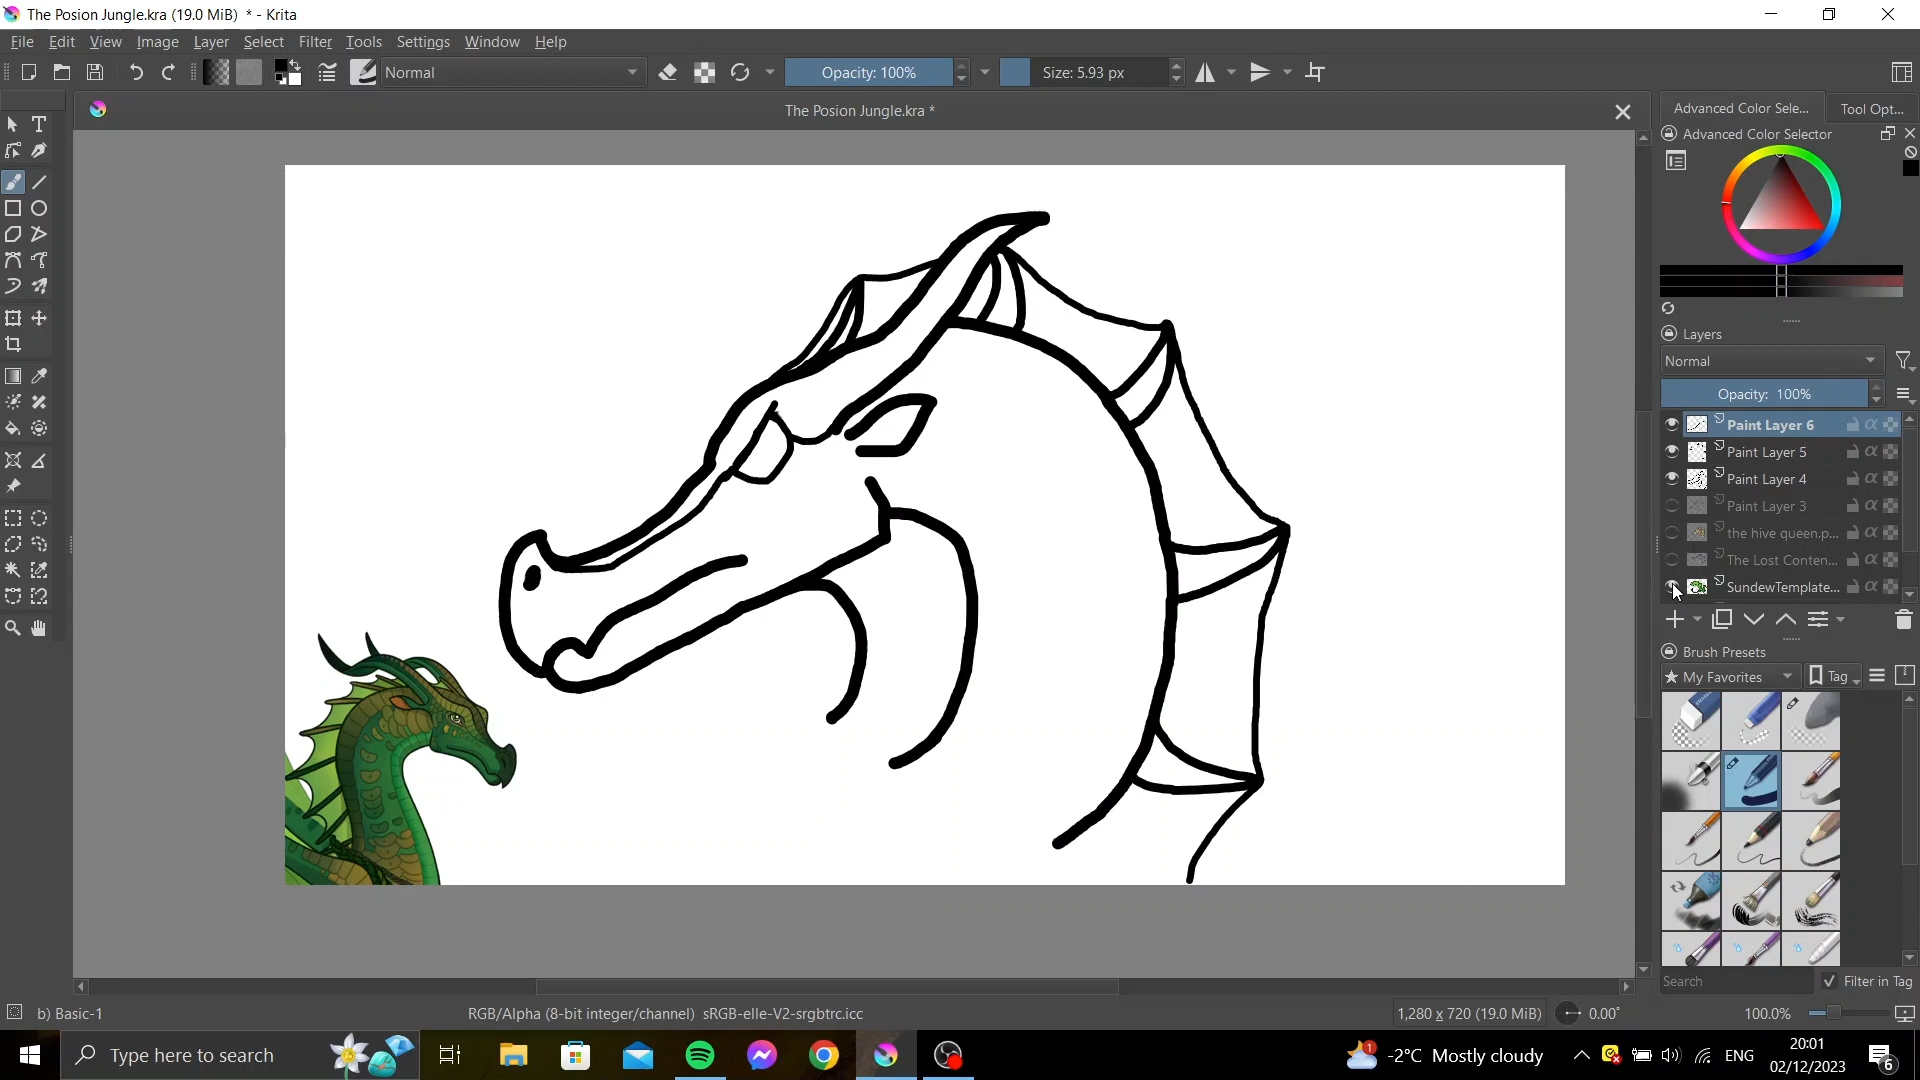 The Posion Jungle.kra (19.0 MiB) * - Krita
File Edit View Image Layer Select Filter Tools Settings Window Help
Normal
Opacity: 100%
Size: 5.93 px
The Posion Jungle.kra *
Advanced Color Sele...
Tool Opt...
Advanced Color Selector
Layers
Normal
Opacity: 100%
Paint Layer 6
Paint Layer 5
Paint Layer 4
Paint Layer 3
the hive queen.p...
The Lost Conten...
SundewTemplate...
Brush Presets
My Favorites
Tag
Search
Filter in Tag
b) Basic-1
RGB/Alpha (8-bit integer/channel) sRGB-elle-V2-srgbtrc.icc
1,280 x 720 (19.0 MiB)
0.00°
100.0%
Type here to search
1
-2°C Mostly cloudy
ENG
20:01
02/12/2023
6